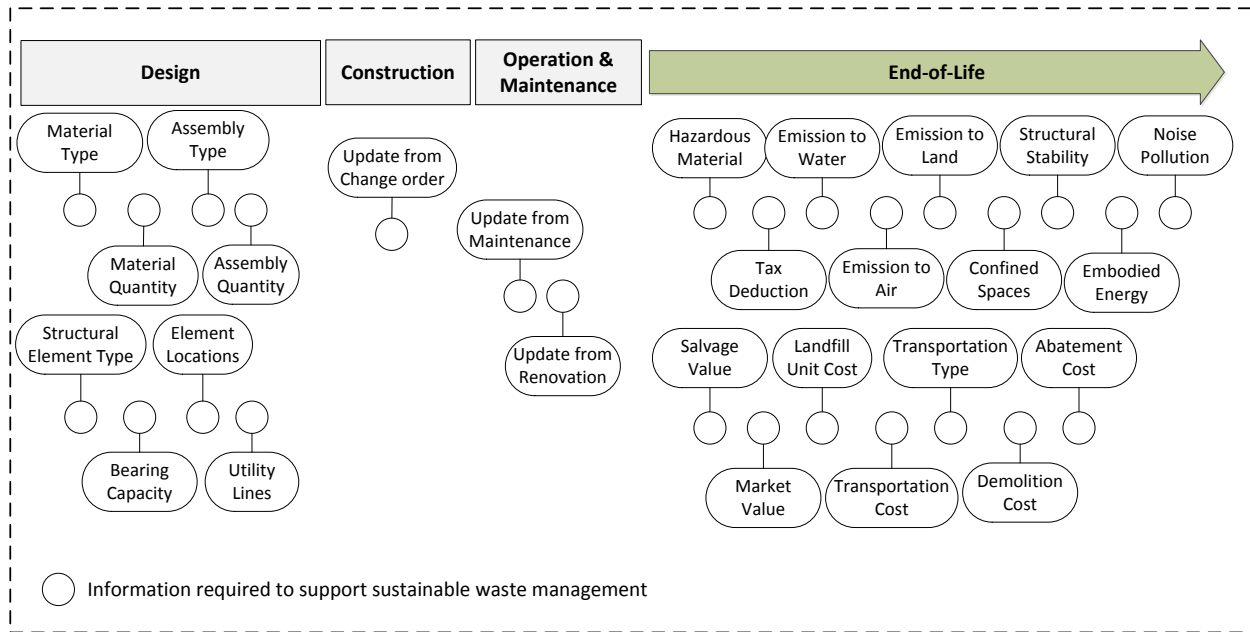 Design
Construction
Operation &
Maintenance
End-of-Life
Material
Type
Assembly
Type
Material
Quantity
Assembly
Quantity
Structural
Element Type
Element
Locations
Bearing
Capacity
Utility
Lines
Update from
Change order
Update from
Maintenance
Update from
Renovation
Hazardous
Material
Emission to
Water
Emission to
Land
Structural
Stability
Noise
Pollution
Tax
Deduction
Emission to
Air
Confined
Spaces
Embodied
Energy
Salvage
Value
Landfill
Unit Cost
Transportation
Type
Abatement
Cost
Market
Value
Transportation
Cost
Demolition
Cost
Information required to support sustainable waste management